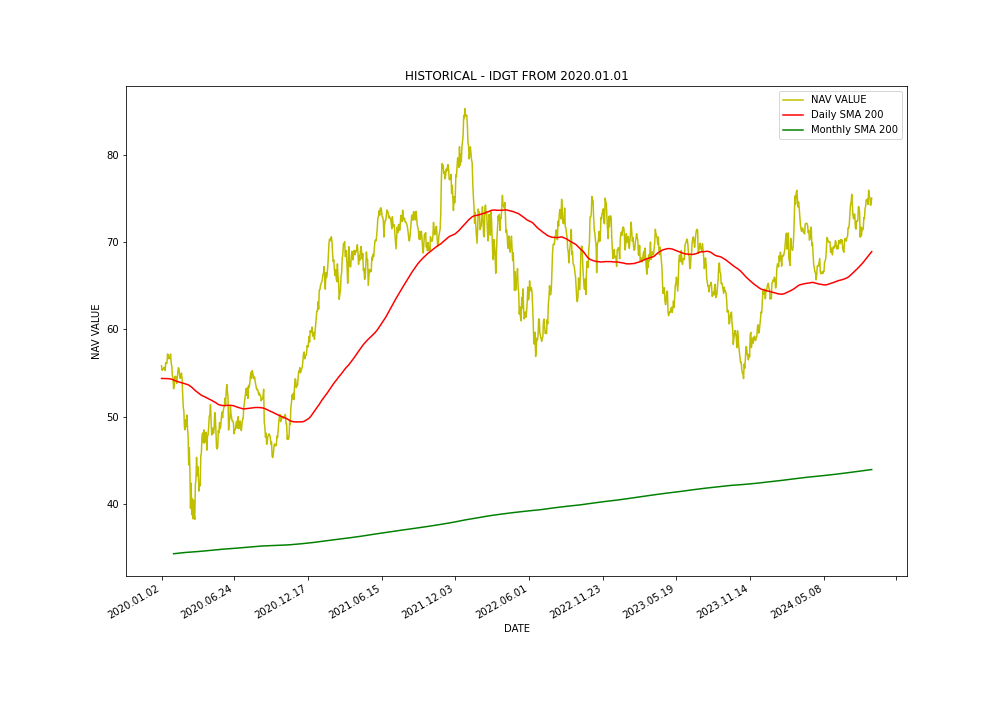 HISTORICAL - IDGT FROM 2020.01.01
NAV VALUE
Daily SMA 200
Monthly SMA 200
80
70
60
50
40
NAV VALUE
2020.01.02
2020.06.24
2020.12.17
2021.06.15
2021.12.03
2022.06.01
2022.11.23
2023.05.19
2023.11.14
2024.05.08
DATE